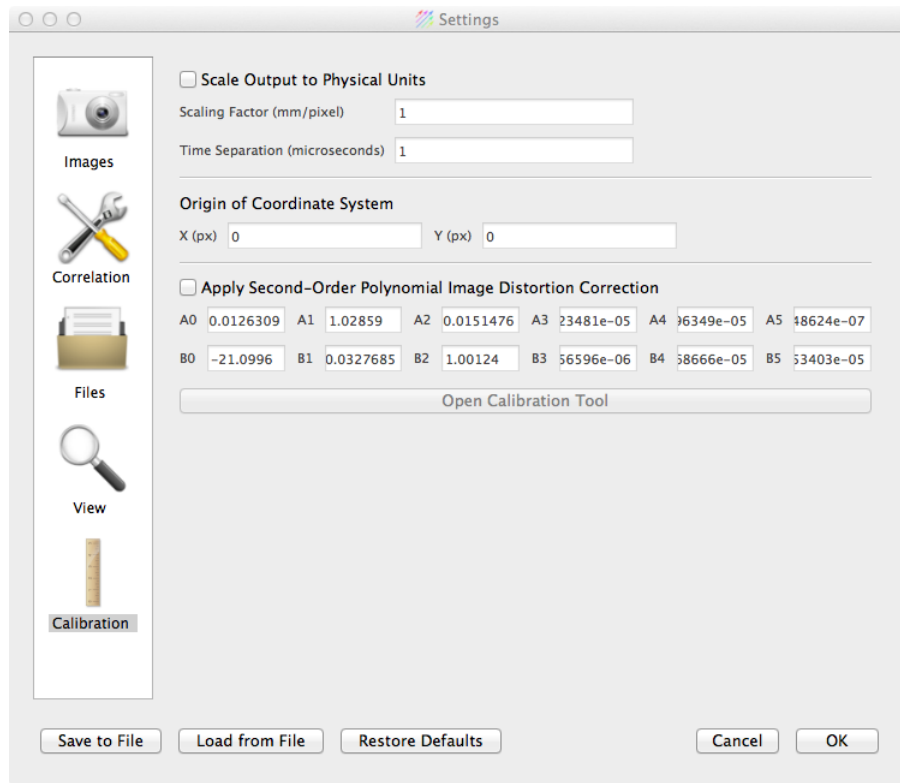 Settings
Images
Correlation
Files
View
Calibration
Scale Output to Physical Units
Scaling Factor (mm/pixel) 1
Time Separation (microseconds) 1
Origin of Coordinate System
X (px) 0 Y (px) 0
Apply Second-Order Polynomial Image Distortion Correction
A0 0.0126309 A1 1.02859 A2 0.0151476 A3 23481e-05 A4 96349e-05 A5 48624e-07
B0 -21.0996 B1 0.0327685 B2 1.00124 B3 56596e-06 B4 58666e-05 B5 53403e-05
Open Calibration Tool
Save to File Load from File Restore Defaults Cancel OK